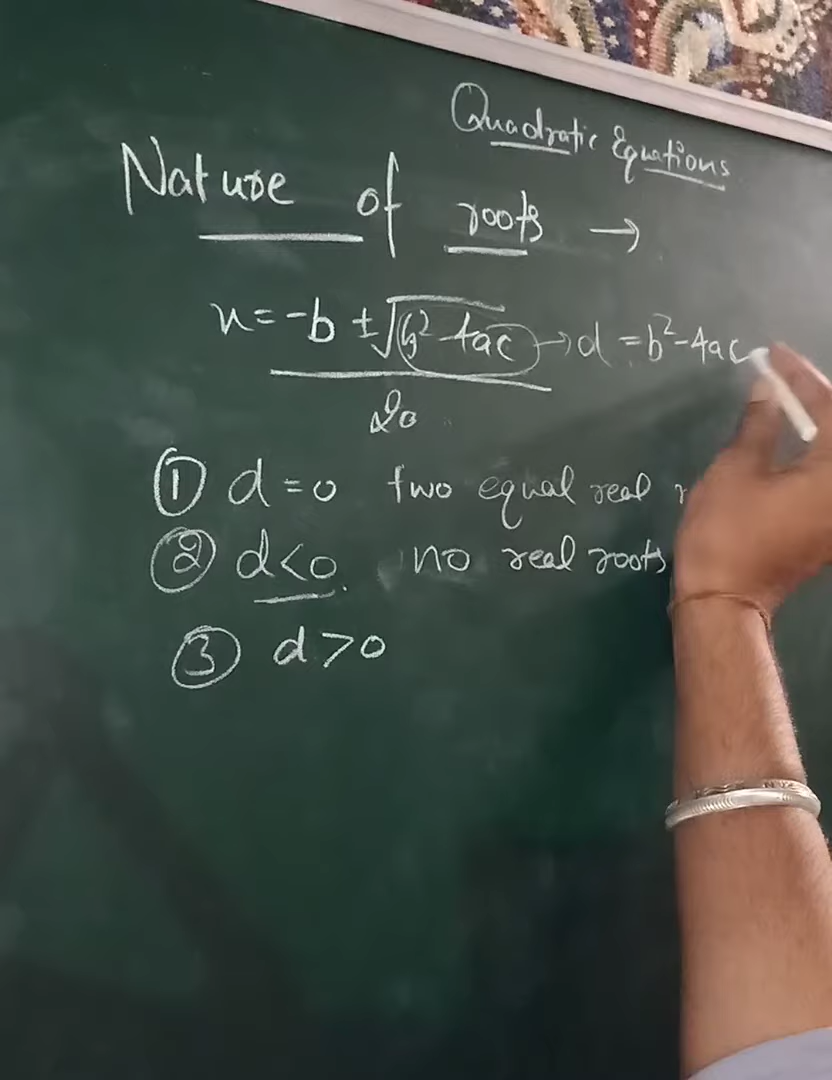 Quadratic Equations
Nature of roots →
x = -b ± √b² - 4ac → d = b² - 4ac
2a
① d = 0 two equal real
② d < 0. no real roots
③ d > 0